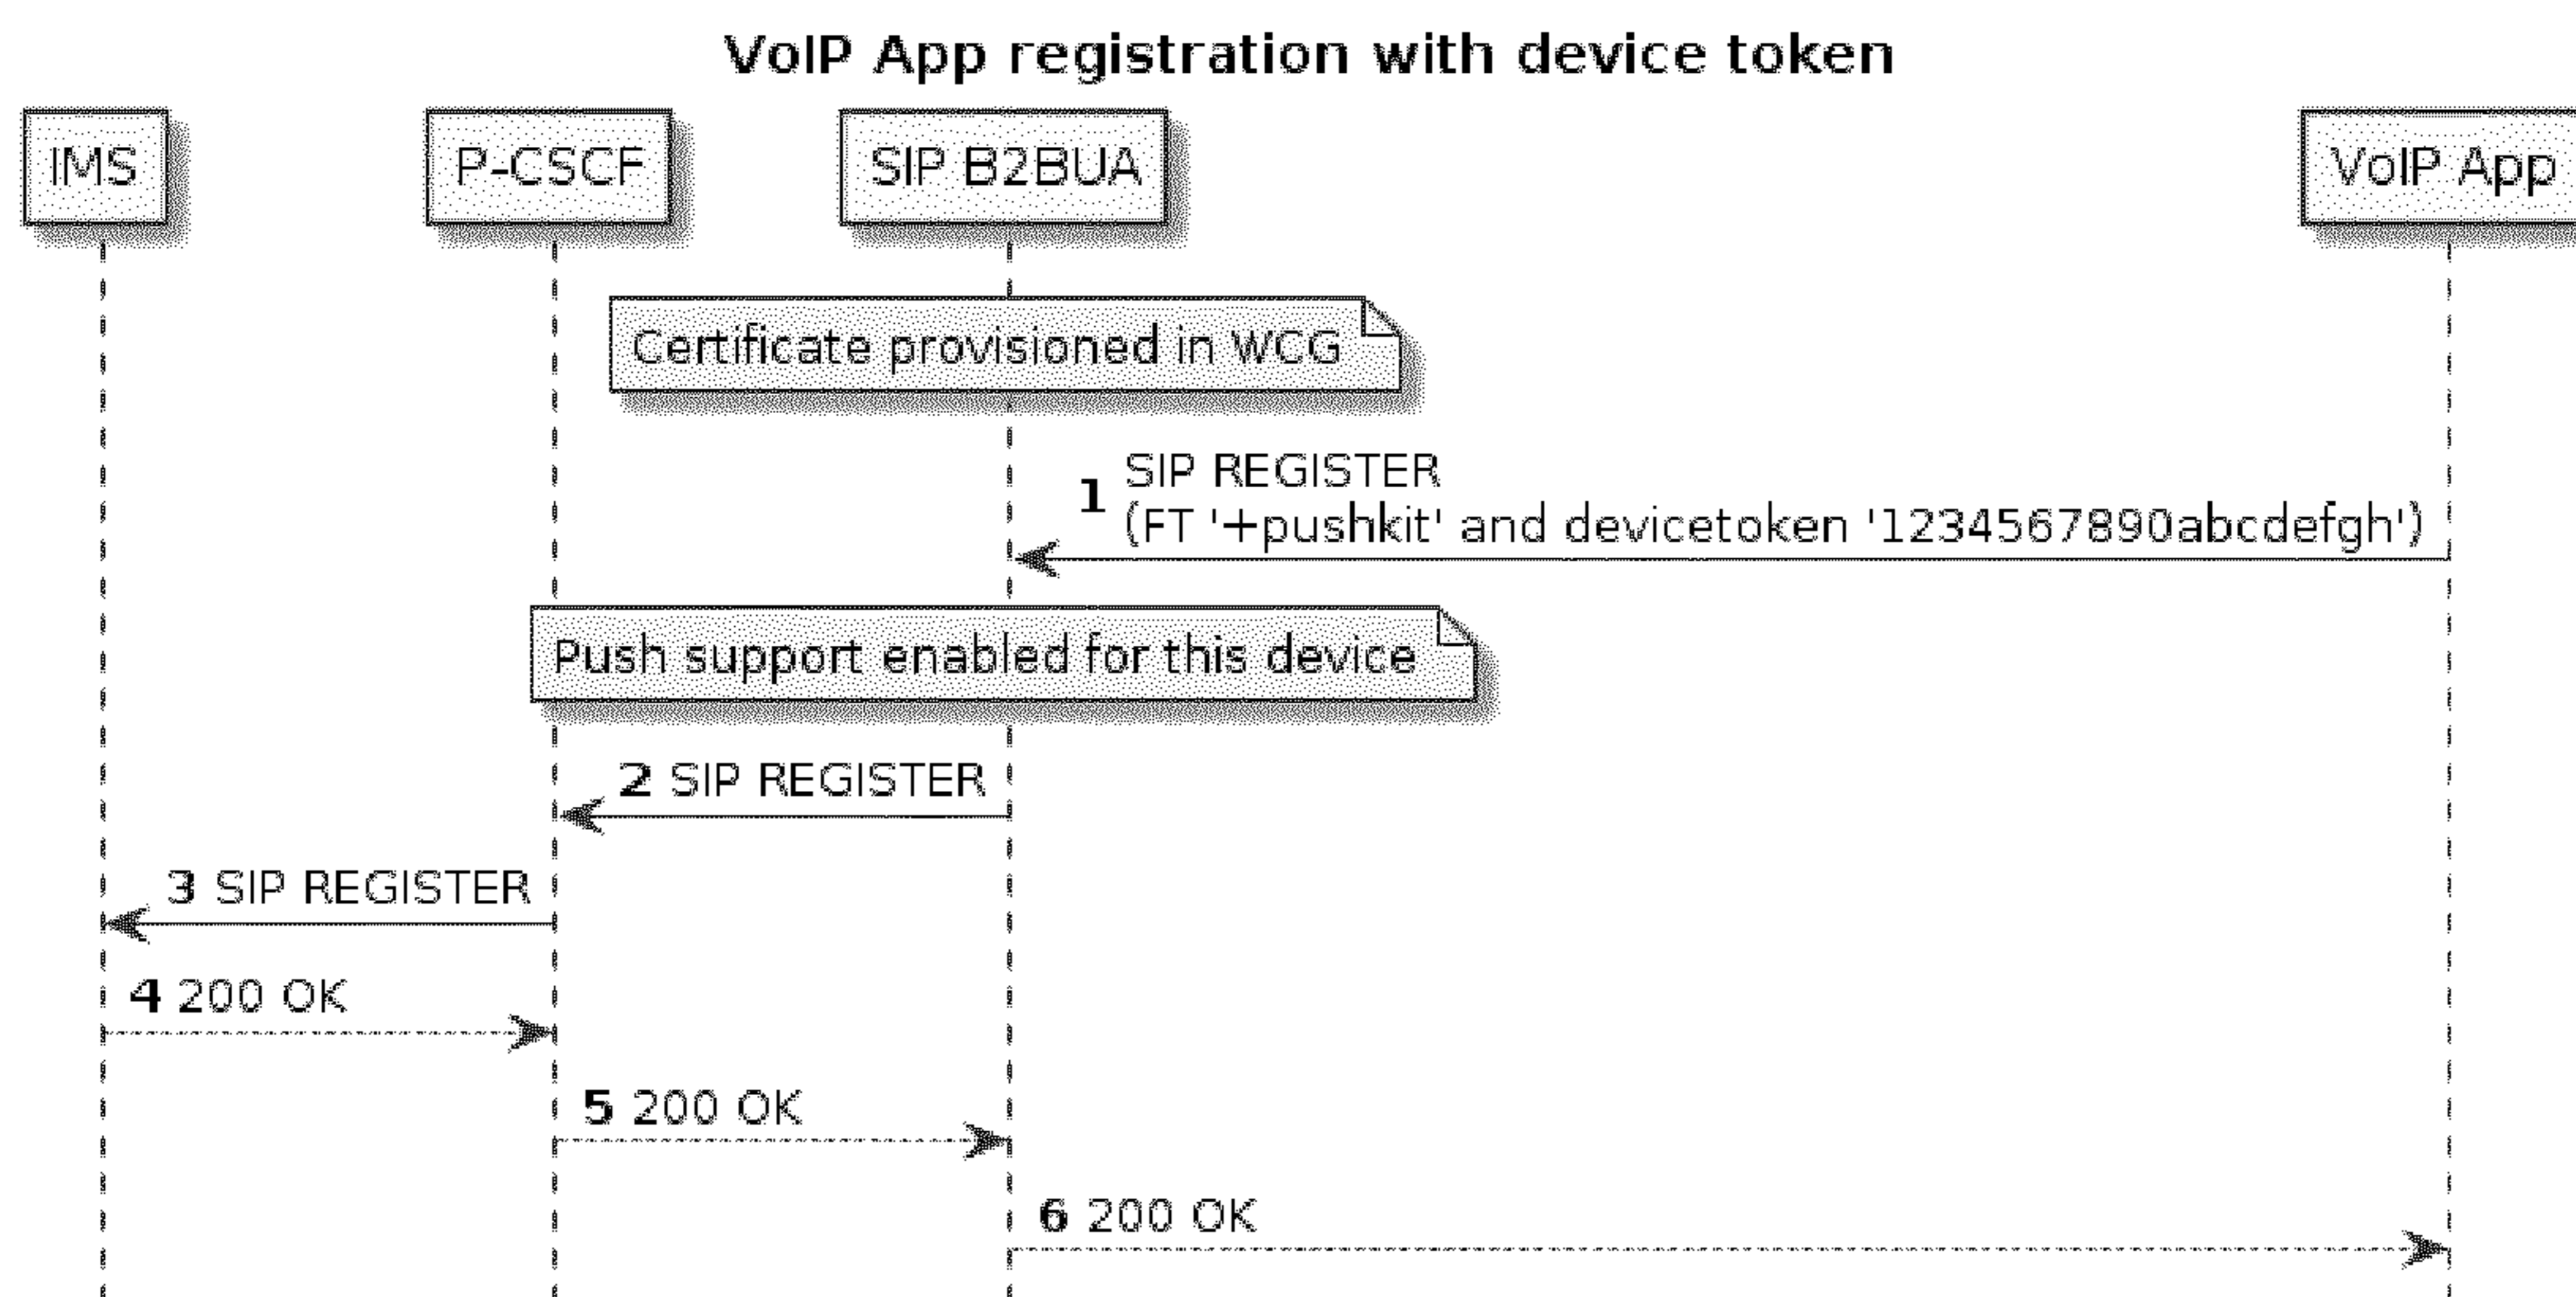 VoIP App registration with device token
IMS
P-CSCF
SIP B2BUA
VoIP App
Certificate provisioned in WCG
1 SIP REGISTER
(FT '+pushkit' and devicetoken '1234567890abcdefgh')
Push support enabled for this device
2 SIP REGISTER
3 SIP REGISTER
4 200 OK
5 200 OK
6 200 OK